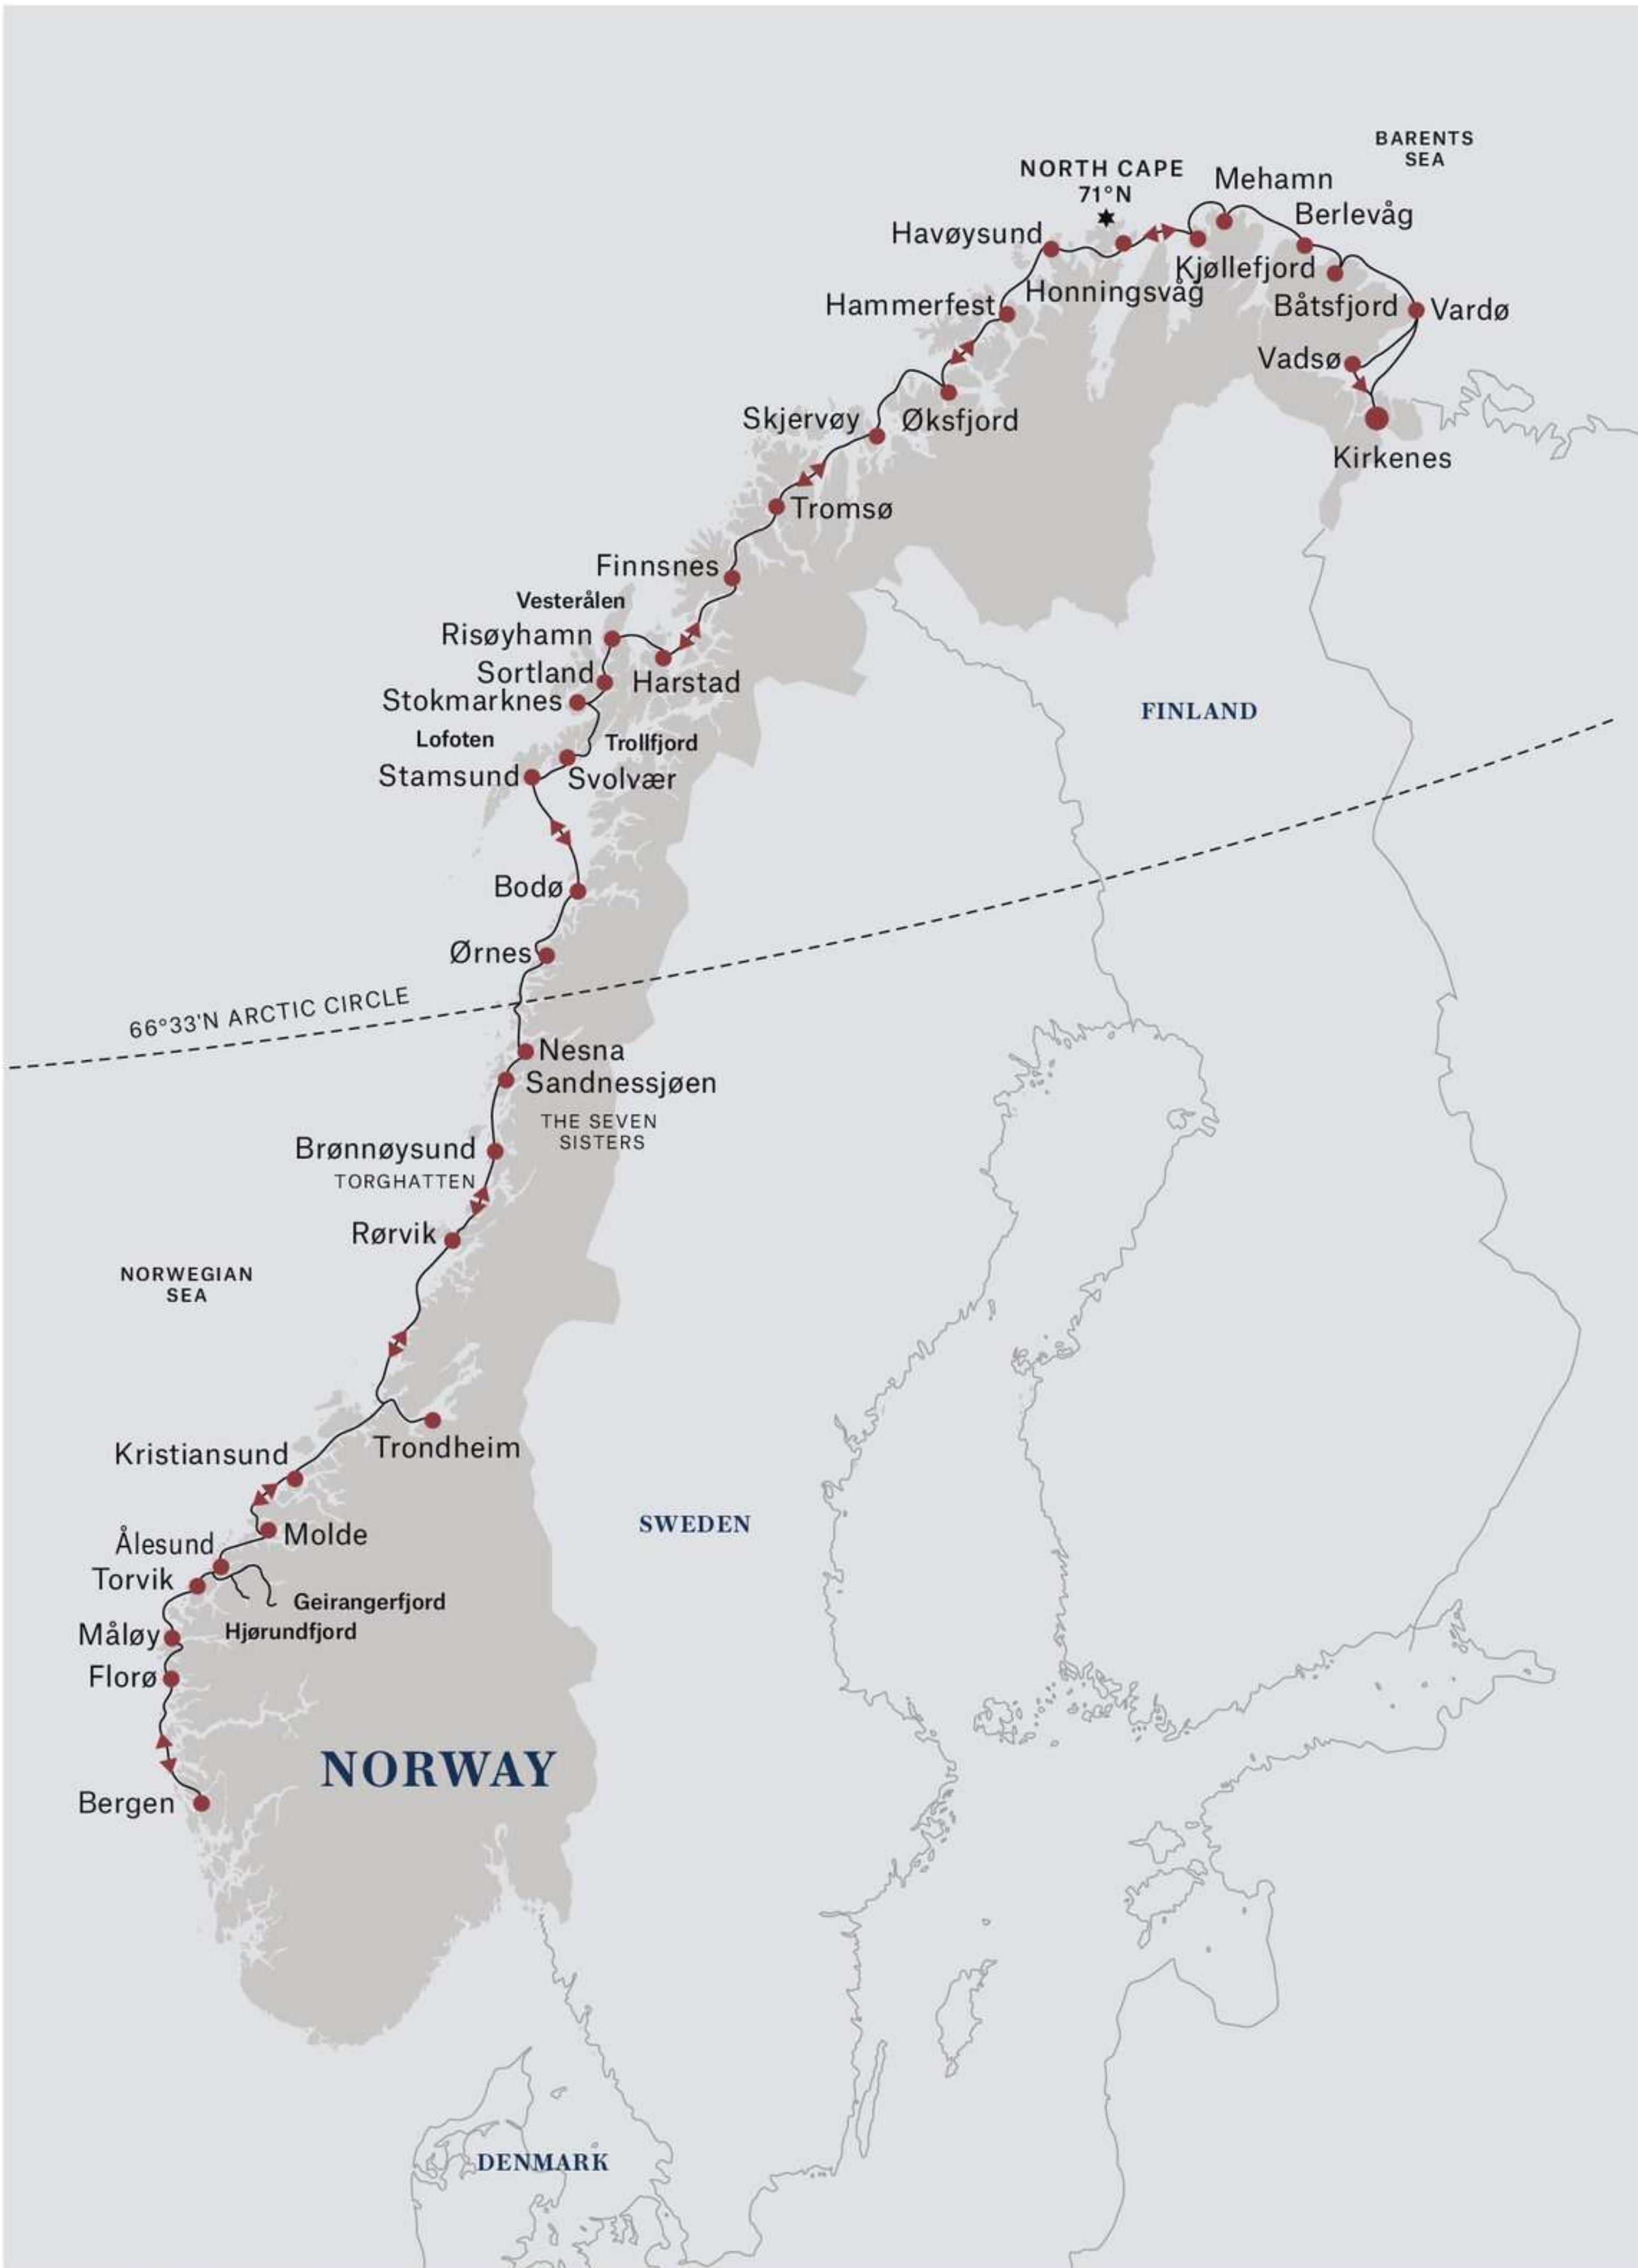 BARENTS
SEA
NORTH CAPE
71°N
Mehamn
Berlevåg
Havøysund
Kjøllefjord
Honningsvåg
Hammerfest
Båtsfjord
Vardø
Vadsø
Skjervøy
Øksfjord
Kirkenes
Tromsø
Finnsnes
Vesterålen
Risøyhamn
Sortland
Harstad
Stokmarknes
FINLAND
Lofoten
Trollfjord
Stamsund
Svolvær
Bodø
Ørnes
66°33'N ARCTIC CIRCLE
Nesna
Sandnessjøen
THE SEVEN
SISTERS
Brønnøysund
TORGHATTEN
Rørvik
NORWEGIAN
SEA
Kristiansund
Trondheim
SWEDEN
Molde
Ålesund
Torvik
Geirangerfjord
Hjørundfjord
Måløy
Florø
NORWAY
Bergen
DENMARK